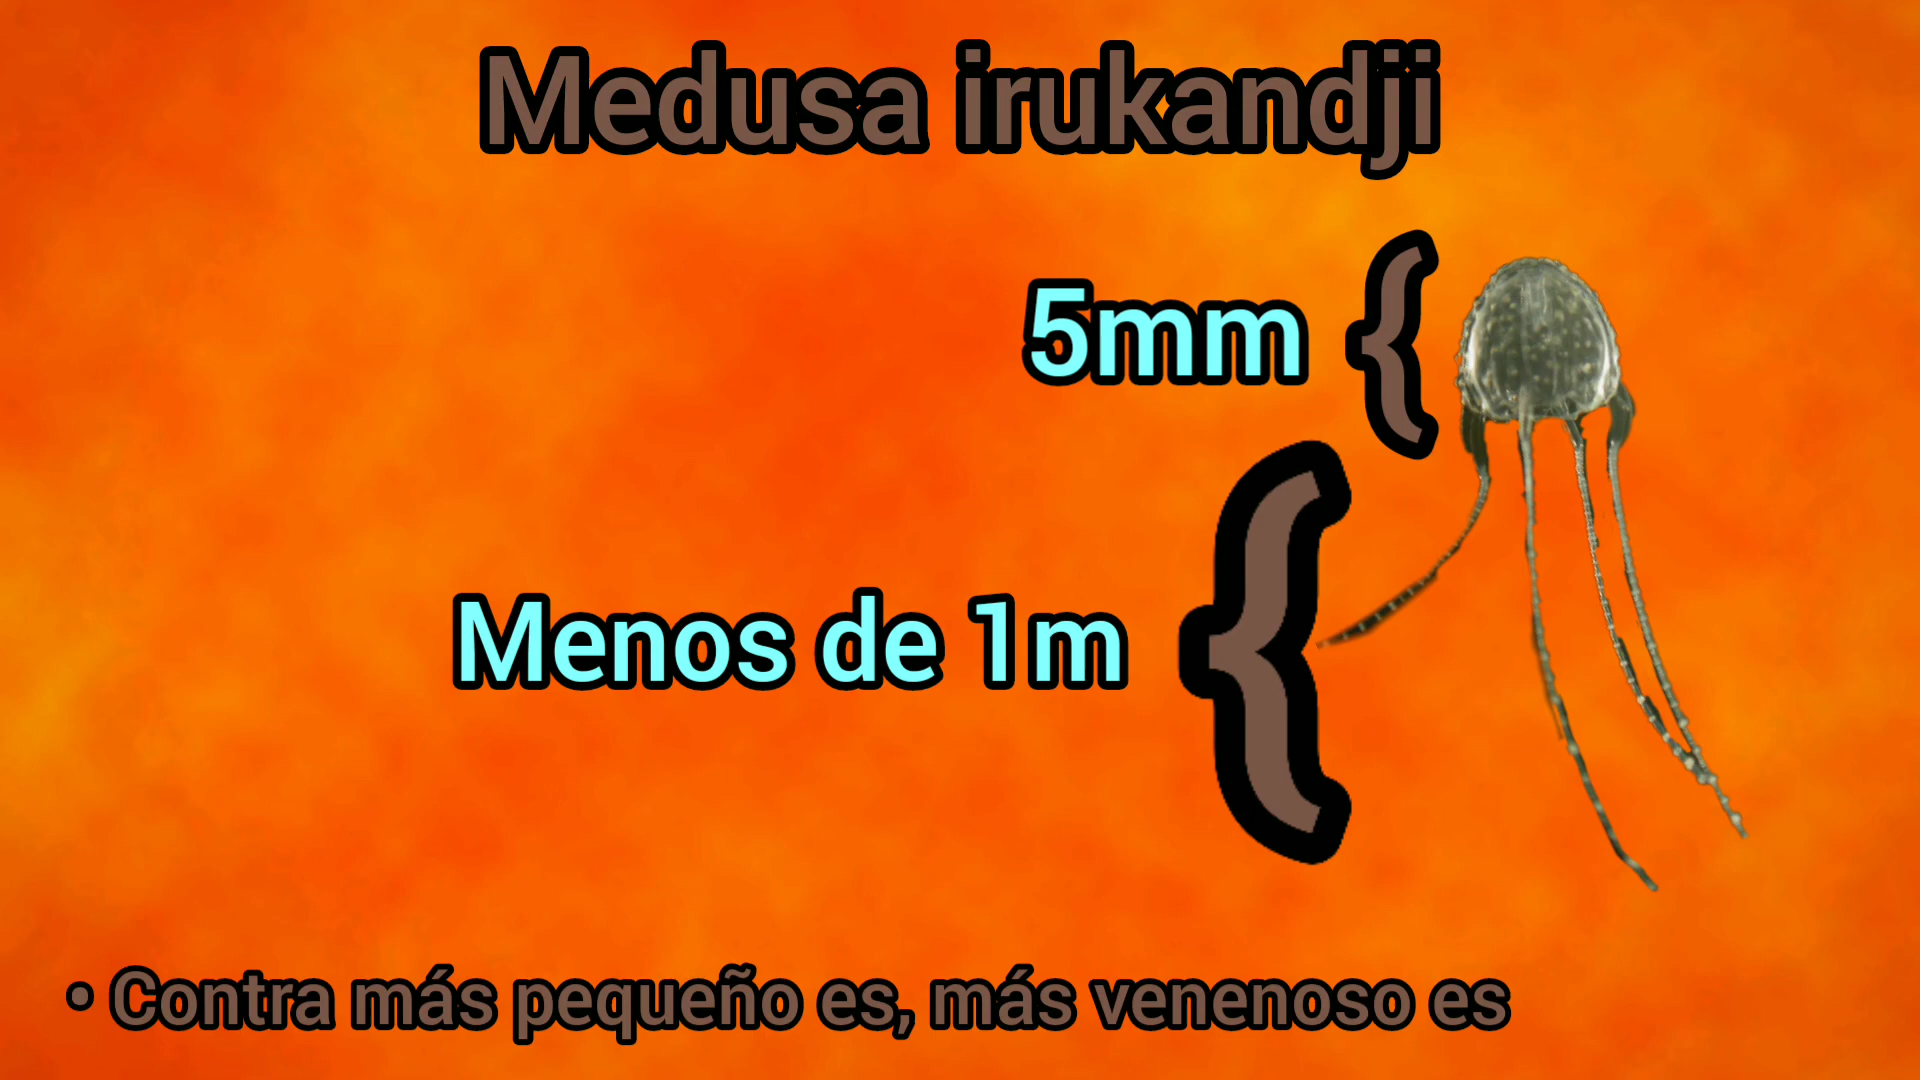 Medusa irukandji
5mm {
Menos de 1m {
• Contra más pequeño es, más venenoso es